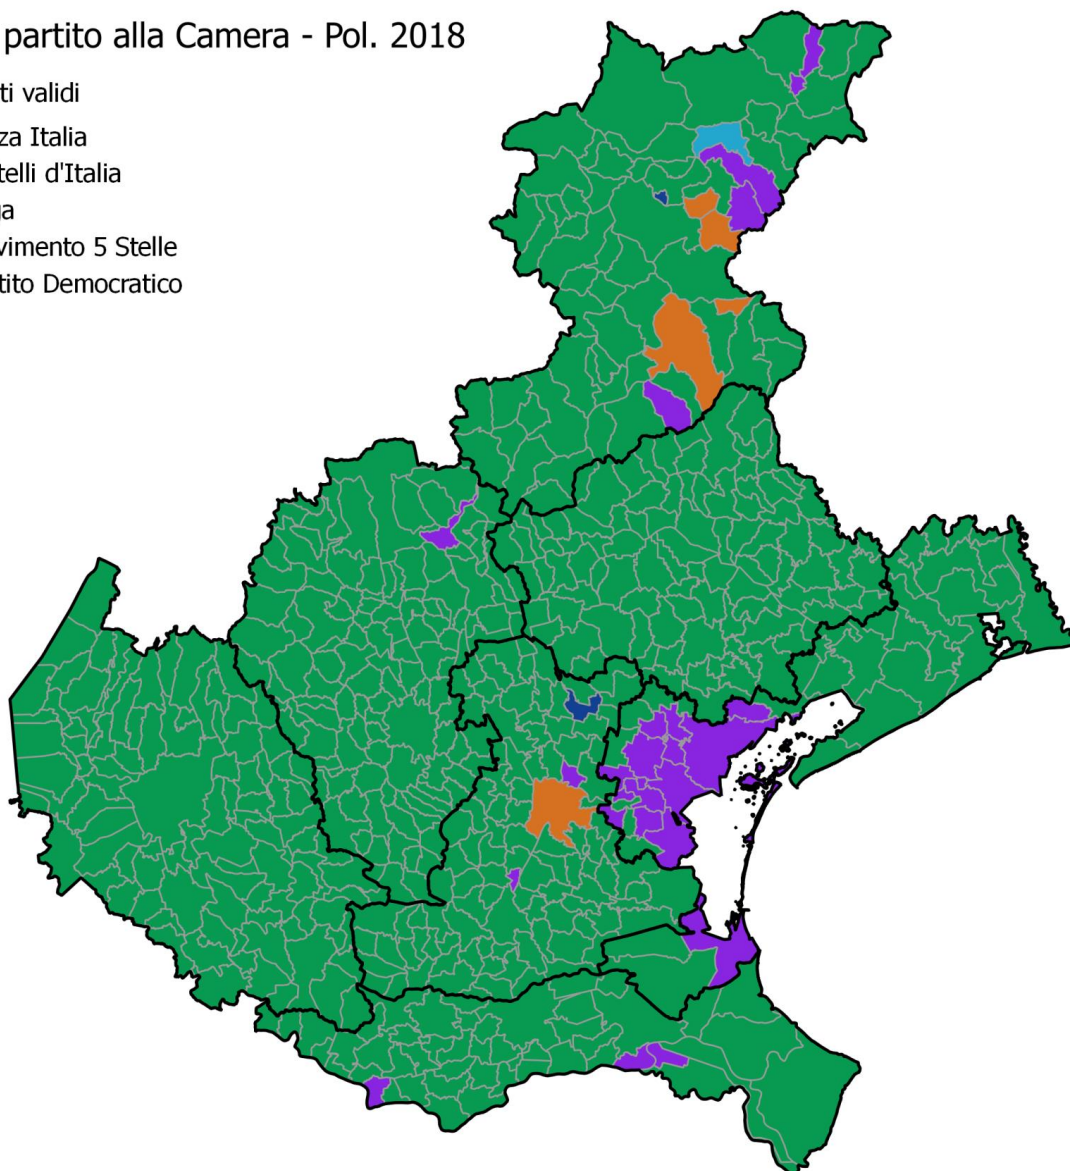 partito alla Camera - Pol. 2018
ti validi
za Italia
telli d'Italia
a
vimento 5 Stelle
tito Democratico